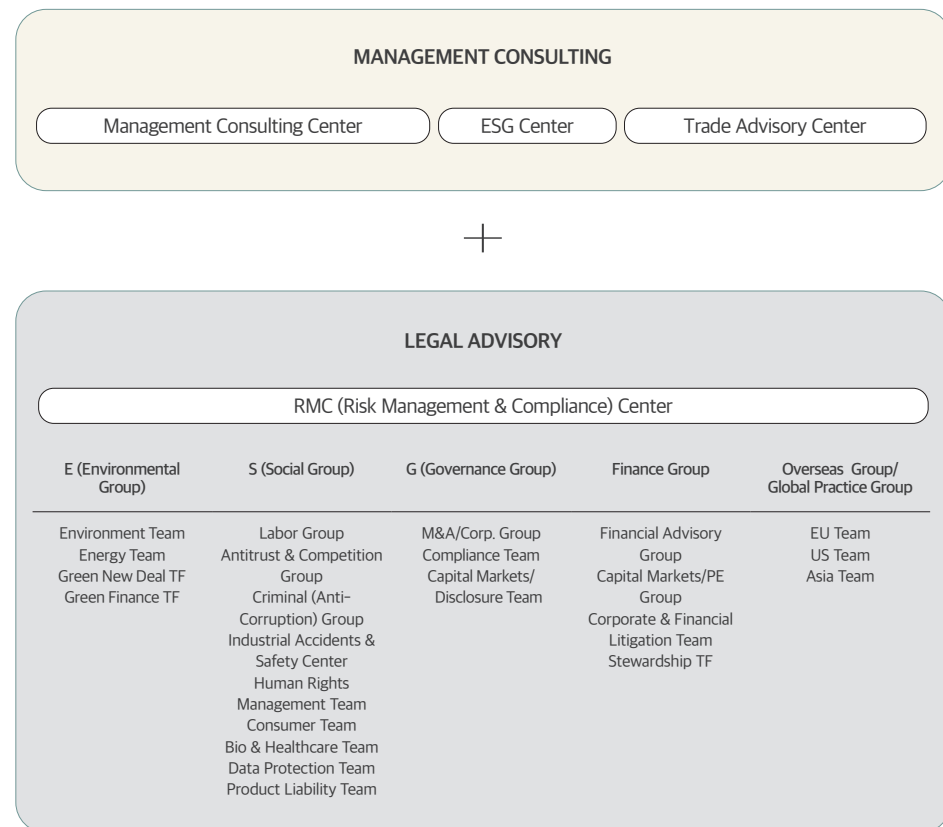 MANAGEMENT CONSULTING
Management Consulting Center
ESG Center
Trade Advisory Center
+
LEGAL ADVISORY
RMC (Risk Management & Compliance) Center
E (Environmental
Group)
Environment Team
Energy Team
Green New Deal TF
Green Finance TF
S (Social Group)
Labor Group
Antitrust & Competition
Group
Criminal (Anti-
Corruption) Group
Industrial Accidents &
Safety Center
Human Rights
Management Team
Consumer Team
Bio & Healthcare Team
Data Protection Team
Product Liability Team
G (Governance Group)
M&A/Corp. Group
Compliance Team
Capital Markets/
Disclosure Team
Finance Group
Financial Advisory
Group
Capital Markets/PE
Group
Corporate & Financial
Litigation Team
Stewardship TF
Overseas Group/
Global Practice Group
EU Team
US Team
Asia Team